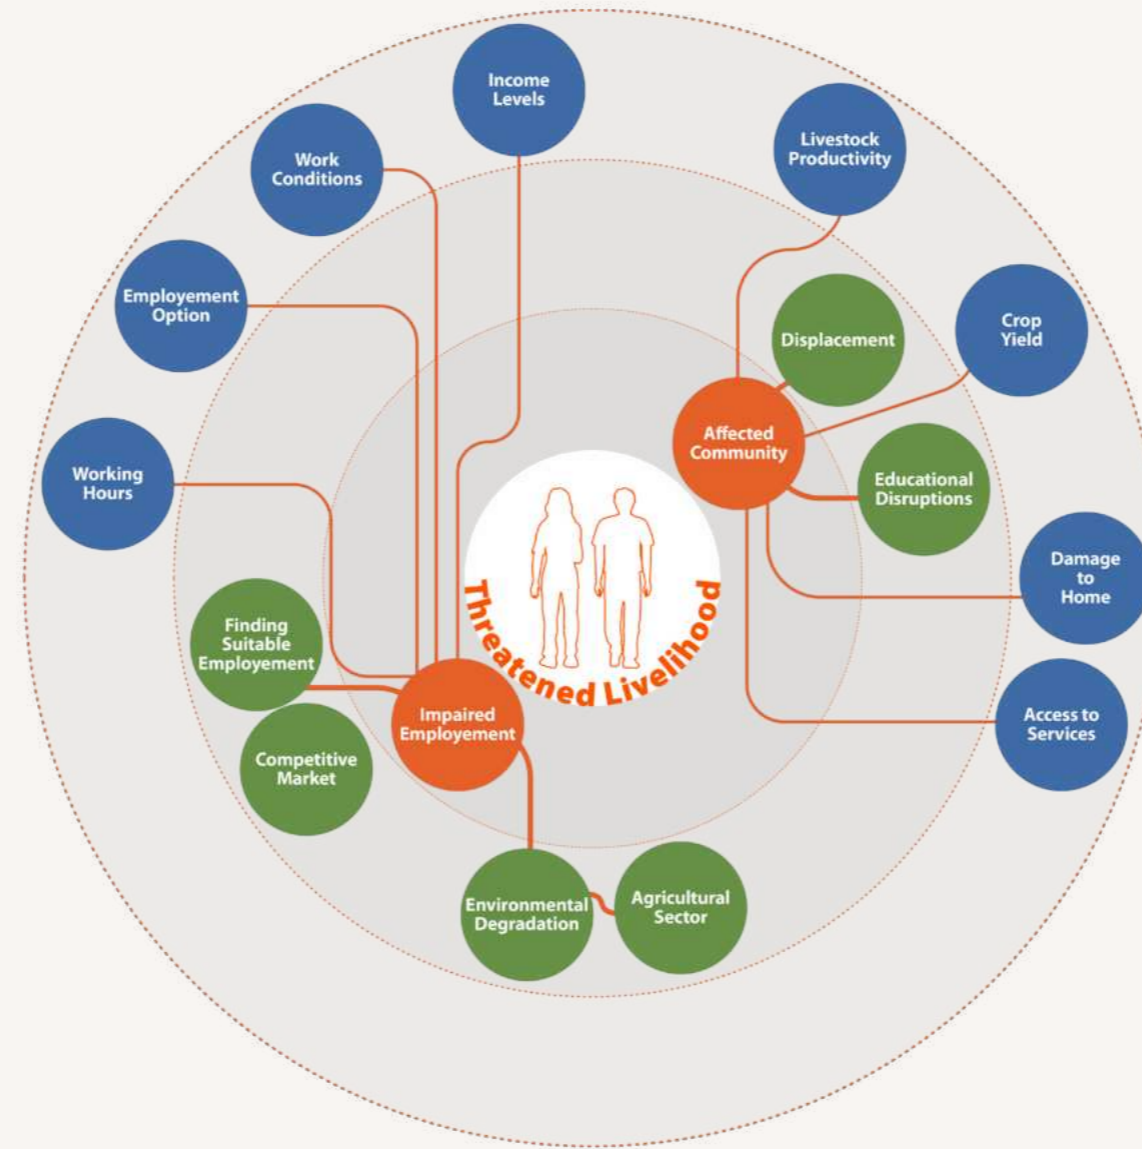 Income
Levels
Livestock
Productivity
Work
Conditions
Employement
Option
Displacement
Crop
Yield
Affected
Community
Working
Hours
Educational
Disruptions
Damage
to
Home
Threatened Livelihood
Finding
Suitable
Employement
Impaired
Employement
Access to
Services
Competitive
Market
Environmental
Degradation
Agricultural
Sector